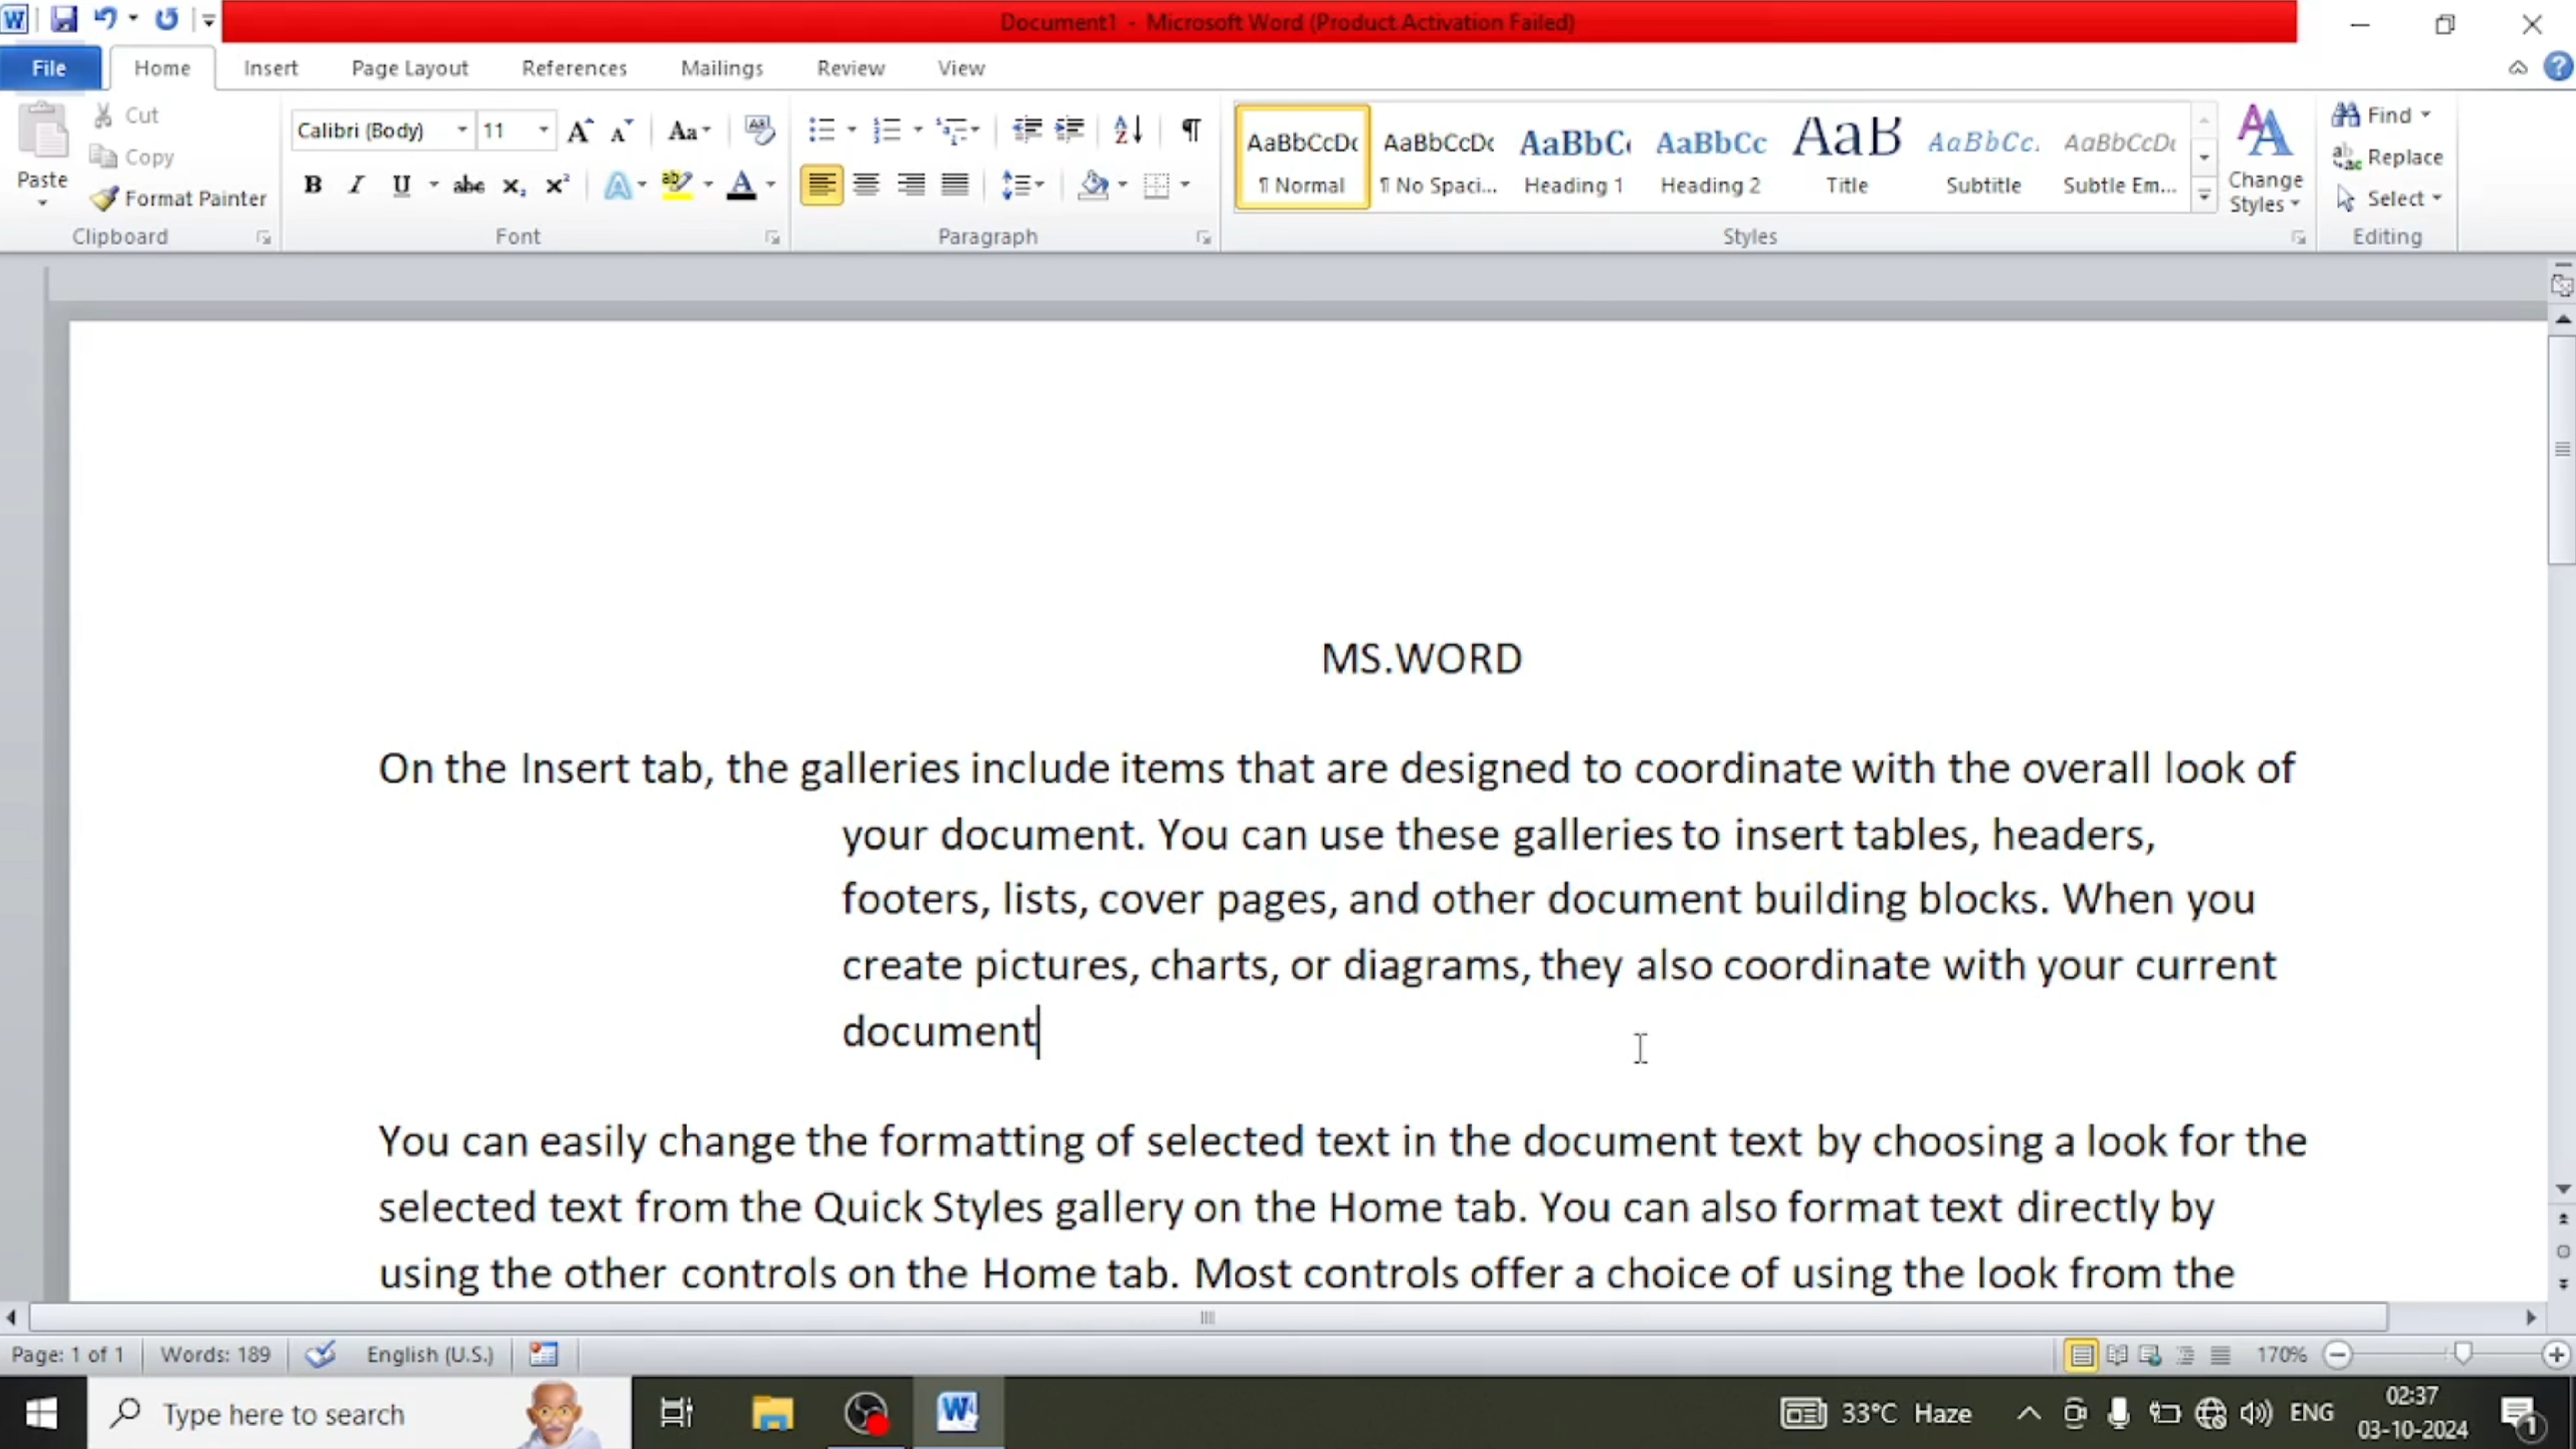 Document1 - Microsoft Word (Product Activation Failed)
File Home Insert Page Layout References Mailings Review View
Cut
Copy
Paste
Format Painter
Clipboard
Calibri (Body) 11
Font
Paragraph
AaBbCcDc AaBbCcDc AaBbC AaBbCc AaB AaBbCc. AaBbCcDc
¶ Normal ¶ No Spaci... Heading 1 Heading 2 Title Subtitle Subtle Em...
Styles
Change
Styles
Find
Replace
Select
Editing
MS.WORD
On the Insert tab, the galleries include items that are designed to coordinate with the overall look of
your document. You can use these galleries to insert tables, headers,
footers, lists, cover pages, and other document building blocks. When you
create pictures, charts, or diagrams, they also coordinate with your current
document
You can easily change the formatting of selected text in the document text by choosing a look for the
selected text from the Quick Styles gallery on the Home tab. You can also format text directly by
using the other controls on the Home tab. Most controls offer a choice of using the look from the
Page: 1 of 1 Words: 189 English (U.S.) 170%
Type here to search
33°C Haze
ENG
02:37
03-10-2024
1